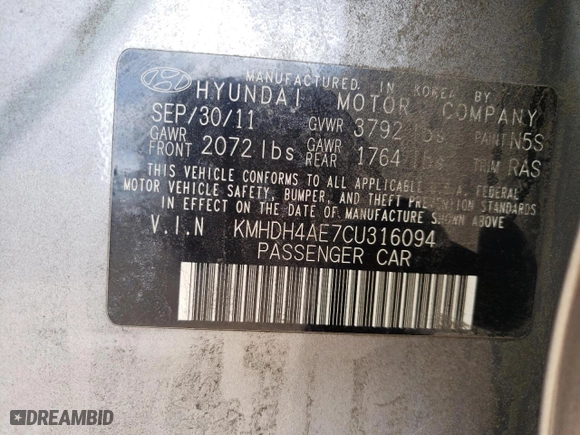 MANUFACTURED IN KOREA BY
HYUNDAI MOTOR COMPANY
SEP/30/11 GVWR 3792 lbs PAINT N5S
GAWR FRONT 2072 lbs GAWR REAR 1764 lbs TRIM RAS
THIS VEHICLE CONFORMS TO ALL APPLICABLE U.S.A. FEDERAL
MOTOR VEHICLE SAFETY, BUMPER, AND THEFT PREVENTION STANDARDS
IN EFFECT ON THE DATE OF MANUFACTURE SHOWN ABOVE.
V.I.N KMHDH4AE7CU316094
PASSENGER CAR
DREAMBID